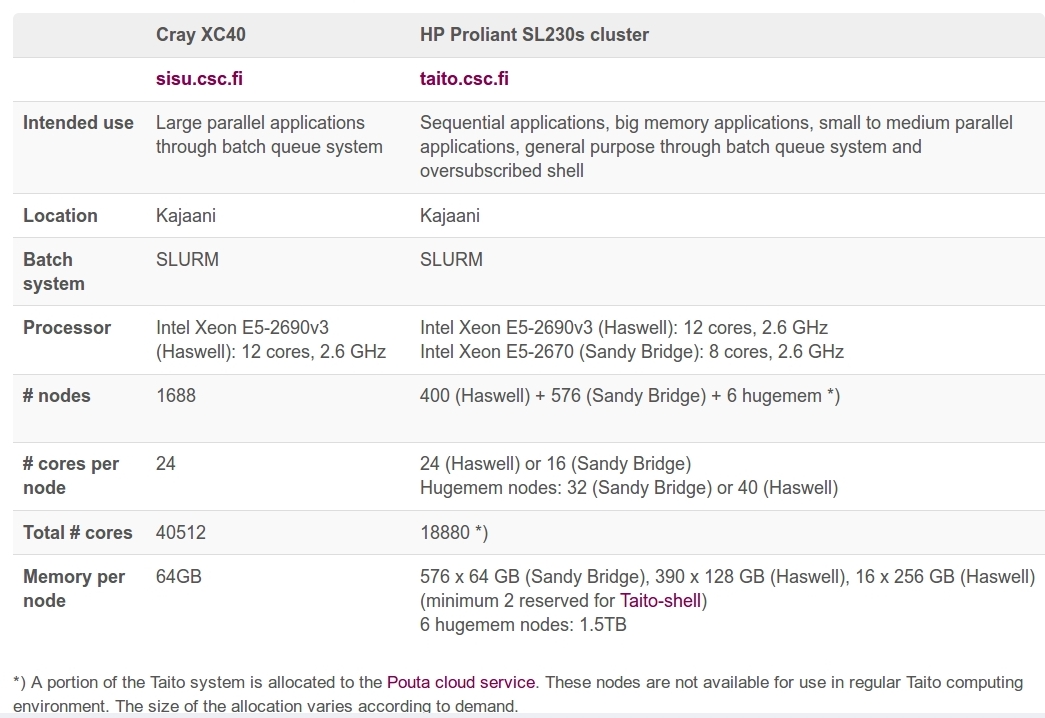 Cray XC40 HP Proliant SL230s cluster
sisu.csc.fi taito.csc.fi
Intended use Large parallel applications Sequential applications, big memory applications, small to medium parallel
through batch queue system applications, general purpose through batch queue system and
oversubscribed shell
Location Kajaani Kajaani
Batch SLURM SLURM
system
Processor Intel Xeon E5-2690v3 Intel Xeon E5-2690v3 (Haswell): 12 cores, 2.6 GHz
(Haswell): 12 cores, 2.6 GHz Intel Xeon E5-2670 (Sandy Bridge): 8 cores, 2.6 GHz
# nodes 1688 400 (Haswell) + 576 (Sandy Bridge) + 6 hugemem *)
# cores per 24 24 (Haswell) or 16 (Sandy Bridge)
node Hugemem nodes: 32 (Sandy Bridge) or 40 (Haswell)
Total # cores 40512 18880 *)
Memory per 64GB 576 x 64 GB (Sandy Bridge), 390 x 128 GB (Haswell), 16 x 256 GB (Haswell)
node (minimum 2 reserved for Taito-shell)
6 hugemem nodes: 1.5TB
*) A portion of the Taito system is allocated to the Pouta cloud service. These nodes are not available for use in regular Taito computing
environment. The size of the allocation varies according to demand.